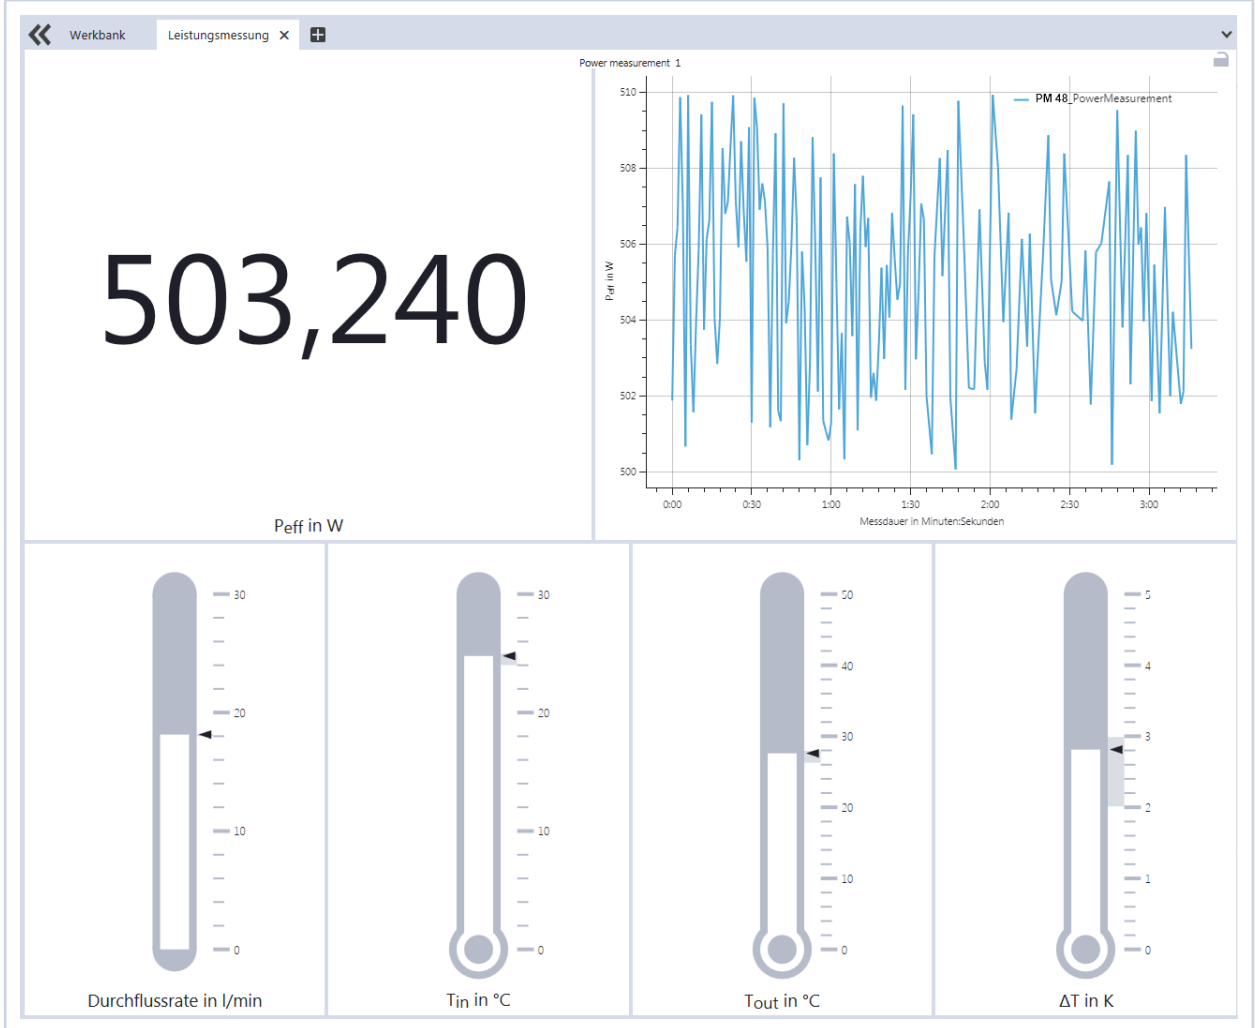 Werkbank
Leistungsmessung
Power measurement 1
503,240
Peff in W
PM 48_PowerMeasurement
Peff in W
510
508
506
504
502
500
0:00 0:30 1:00 1:30 2:00 2:30 3:00
Messdauer in Minuten:Sekunden
30
20
10
0
Durchflussrate in l/min
30
20
10
0
Tin in °C
50
40
30
20
10
0
Tout in °C
5
4
3
2
1
0
ΔT in K